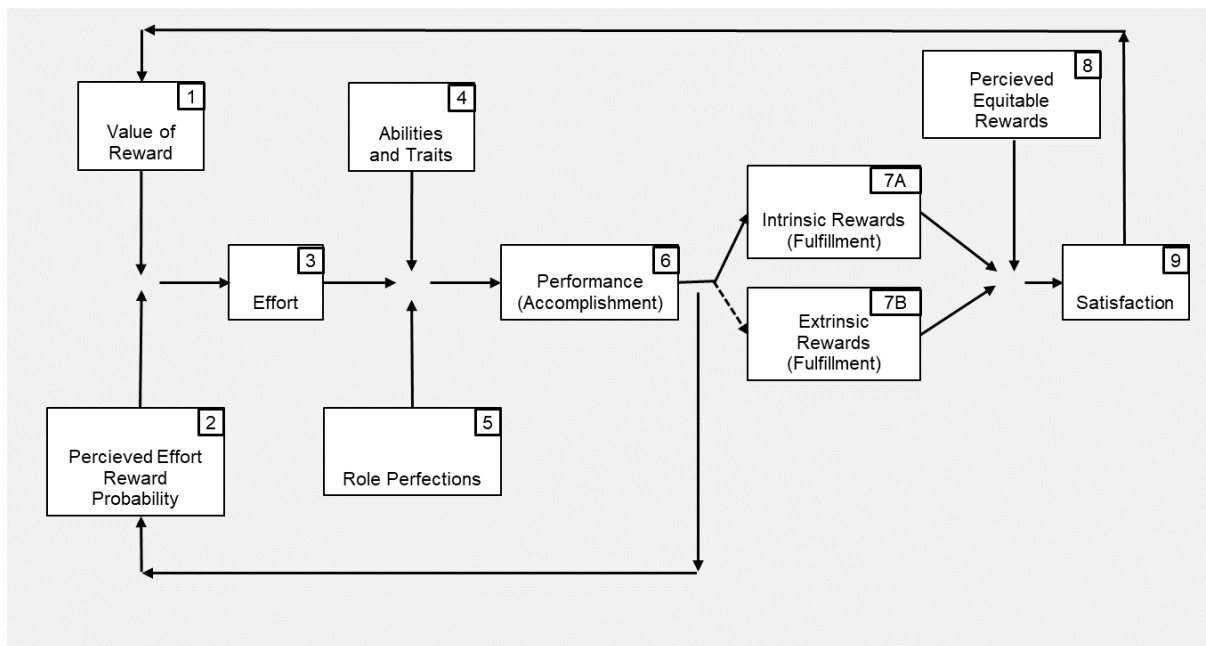 1
Value of
Reward
2
Percieved Effort
Reward
Probability
3
Effort
4
Abilities
and Traits
5
Role Perfections
6
Performance
(Accomplishment)
7A
Intrinsic Rewards
(Fulfillment)
7B
Extrinsic
Rewards
(Fulfillment)
8
Percieved
Equitable
Rewards
9
Satisfaction